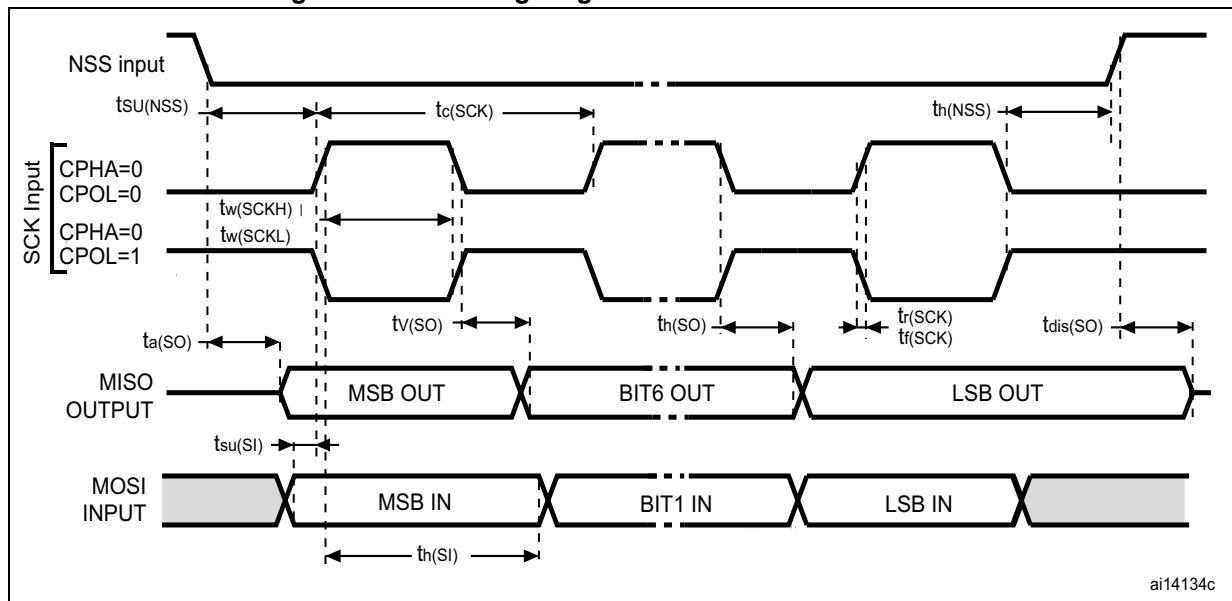 NSS input
tSU(NSS)
tc(SCK)
th(NSS)
SCK Input
CPHA=0
CPOL=0
tw(SCKH)
CPHA=0
tw(SCKL)
CPOL=1
tV(SO)
th(SO)
tr(SCK)
tf(SCK)
ta(SO)
tdis(SO)
MISO
OUTPUT
MSB OUT
BIT6 OUT
LSB OUT
tsu(SI)
MOSI
INPUT
MSB IN
BIT1 IN
LSB IN
th(SI)
ai14134c